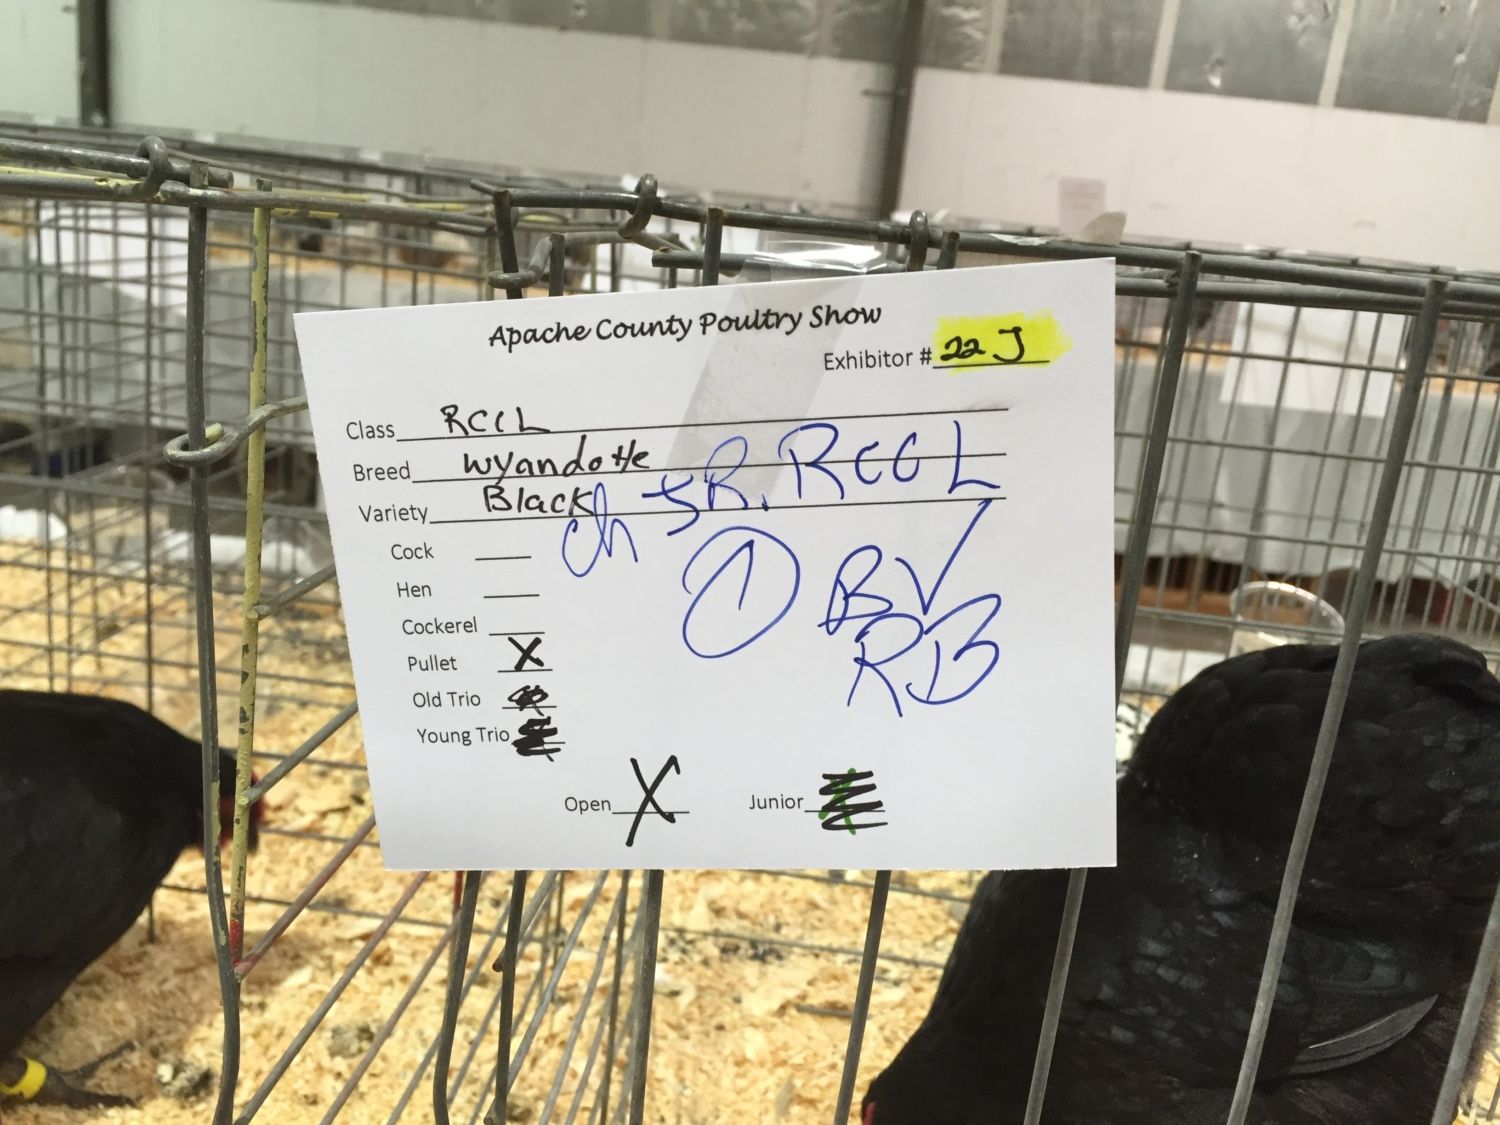 Apache County Poultry Show
Exhibitor # 22 J
Class RCCL
Breed Wyandotte
Variety Black
ch JR. RCCL
Cock
Hen
1 BV
Cockerel
RB
Pullet X
Old Trio
Young Trio
Open X Junior